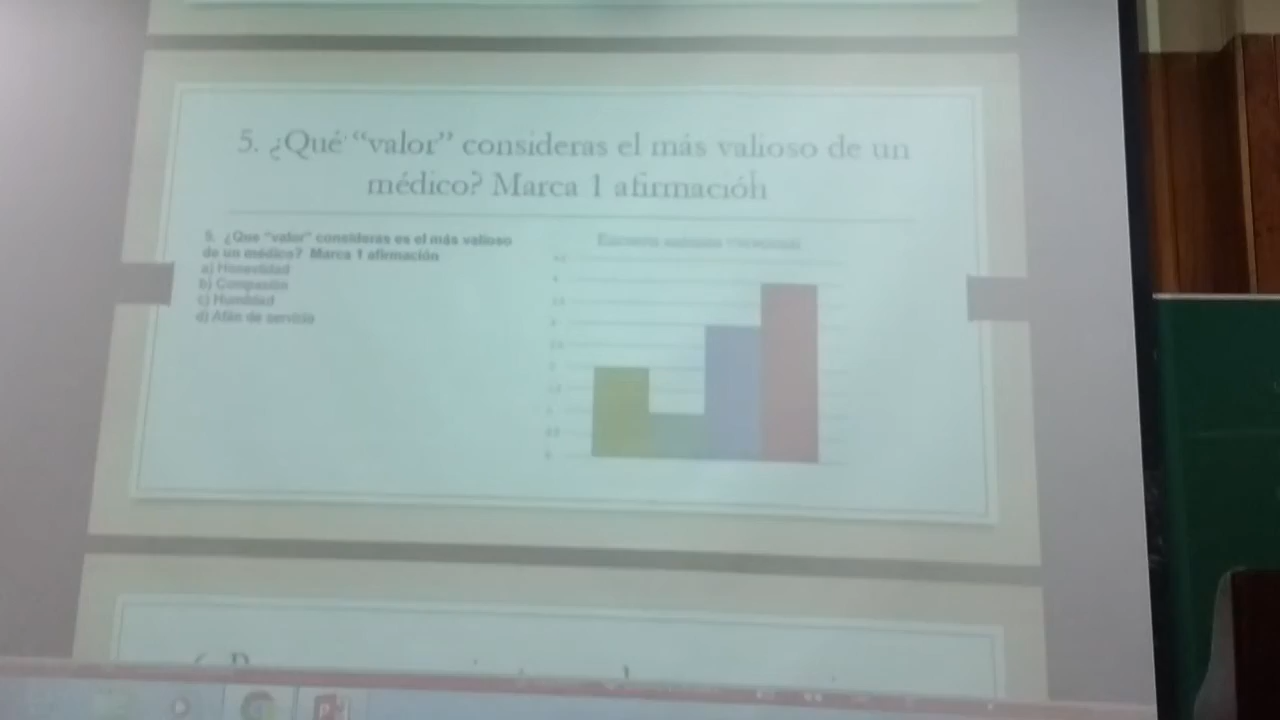 5. ¿Qué “valor” consideras el más valioso de un
médico? Marca 1 afirmación
5. ¿Que "valor" consideras es el más valioso
de un médico? Marca 1 afirmación
a) Honestidad
b) Compasión
c) Humildad
d) Afán de servicio